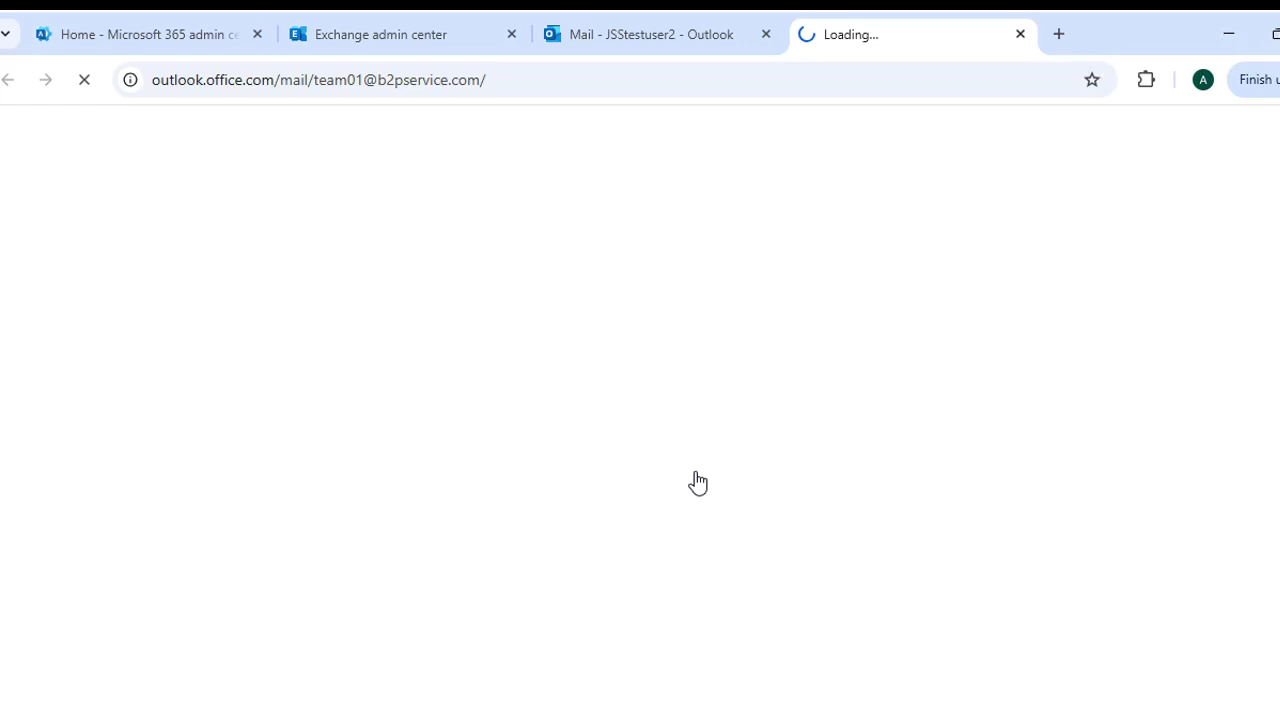 Home - Microsoft 365 admin ce
Exchange admin center
Mail - JSStestuser2 - Outlook
Loading...
outlook.office.com/mail/team01@b2pservice.com/
A
Finish u